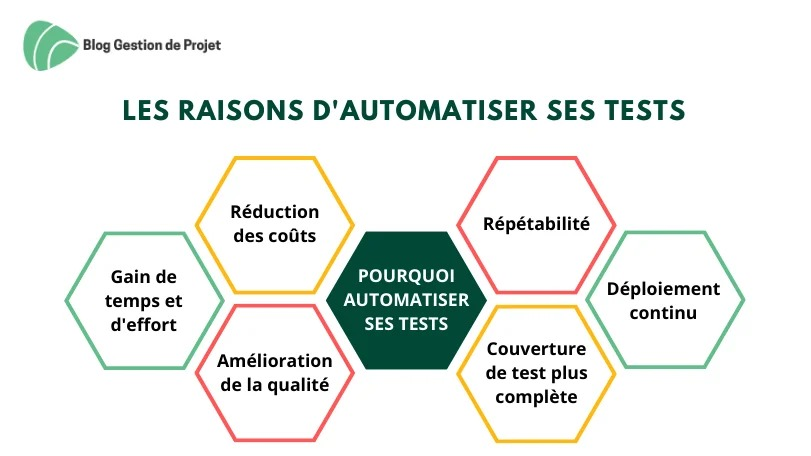 Blog Gestion de Projet
LES RAISONS D'AUTOMATISER SES TESTS
Gain de
temps et
d'effort
Réduction
des coûts
Amélioration
de la qualité
POURQUOI
AUTOMATISER
SES TESTS
Répétabilité
Couverture
de test plus
complète
Déploiement
continu